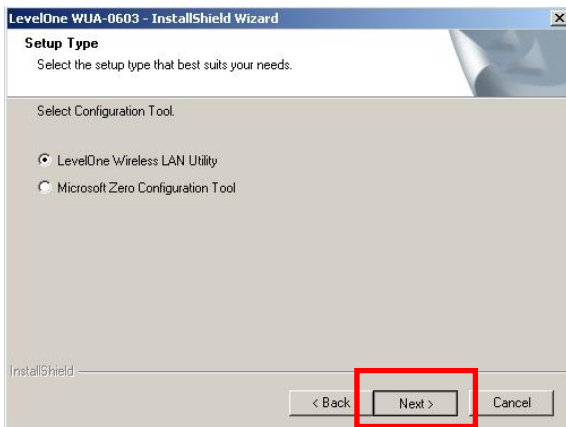 LevelOne WUA-0603 - InstallShield Wizard
Setup Type
Select the setup type that best suits your needs.
Select Configuration Tool.
LevelOne Wireless LAN Utility
Microsoft Zero Configuration Tool
InstallShield
< Back
Next >
Cancel